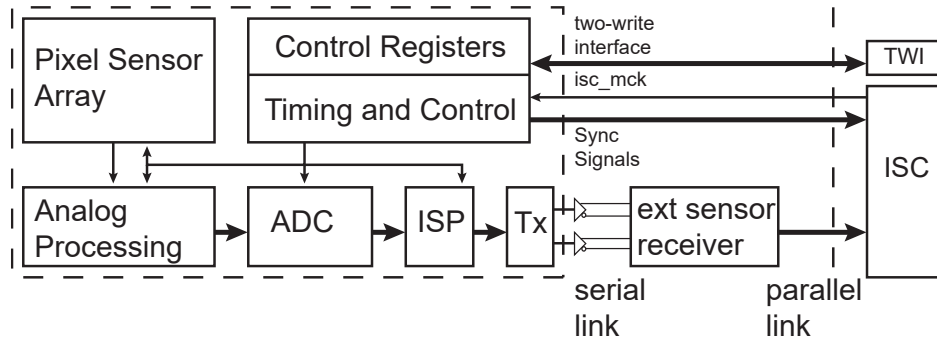 Pixel Sensor
Array
Control Registers
Timing and Control
two-write
interface
isc_mck
Sync
Signals
TWI
ISC
Analog
Processing
ADC
ISP
Tx
ext sensor
receiver
serial
link
parallel
link